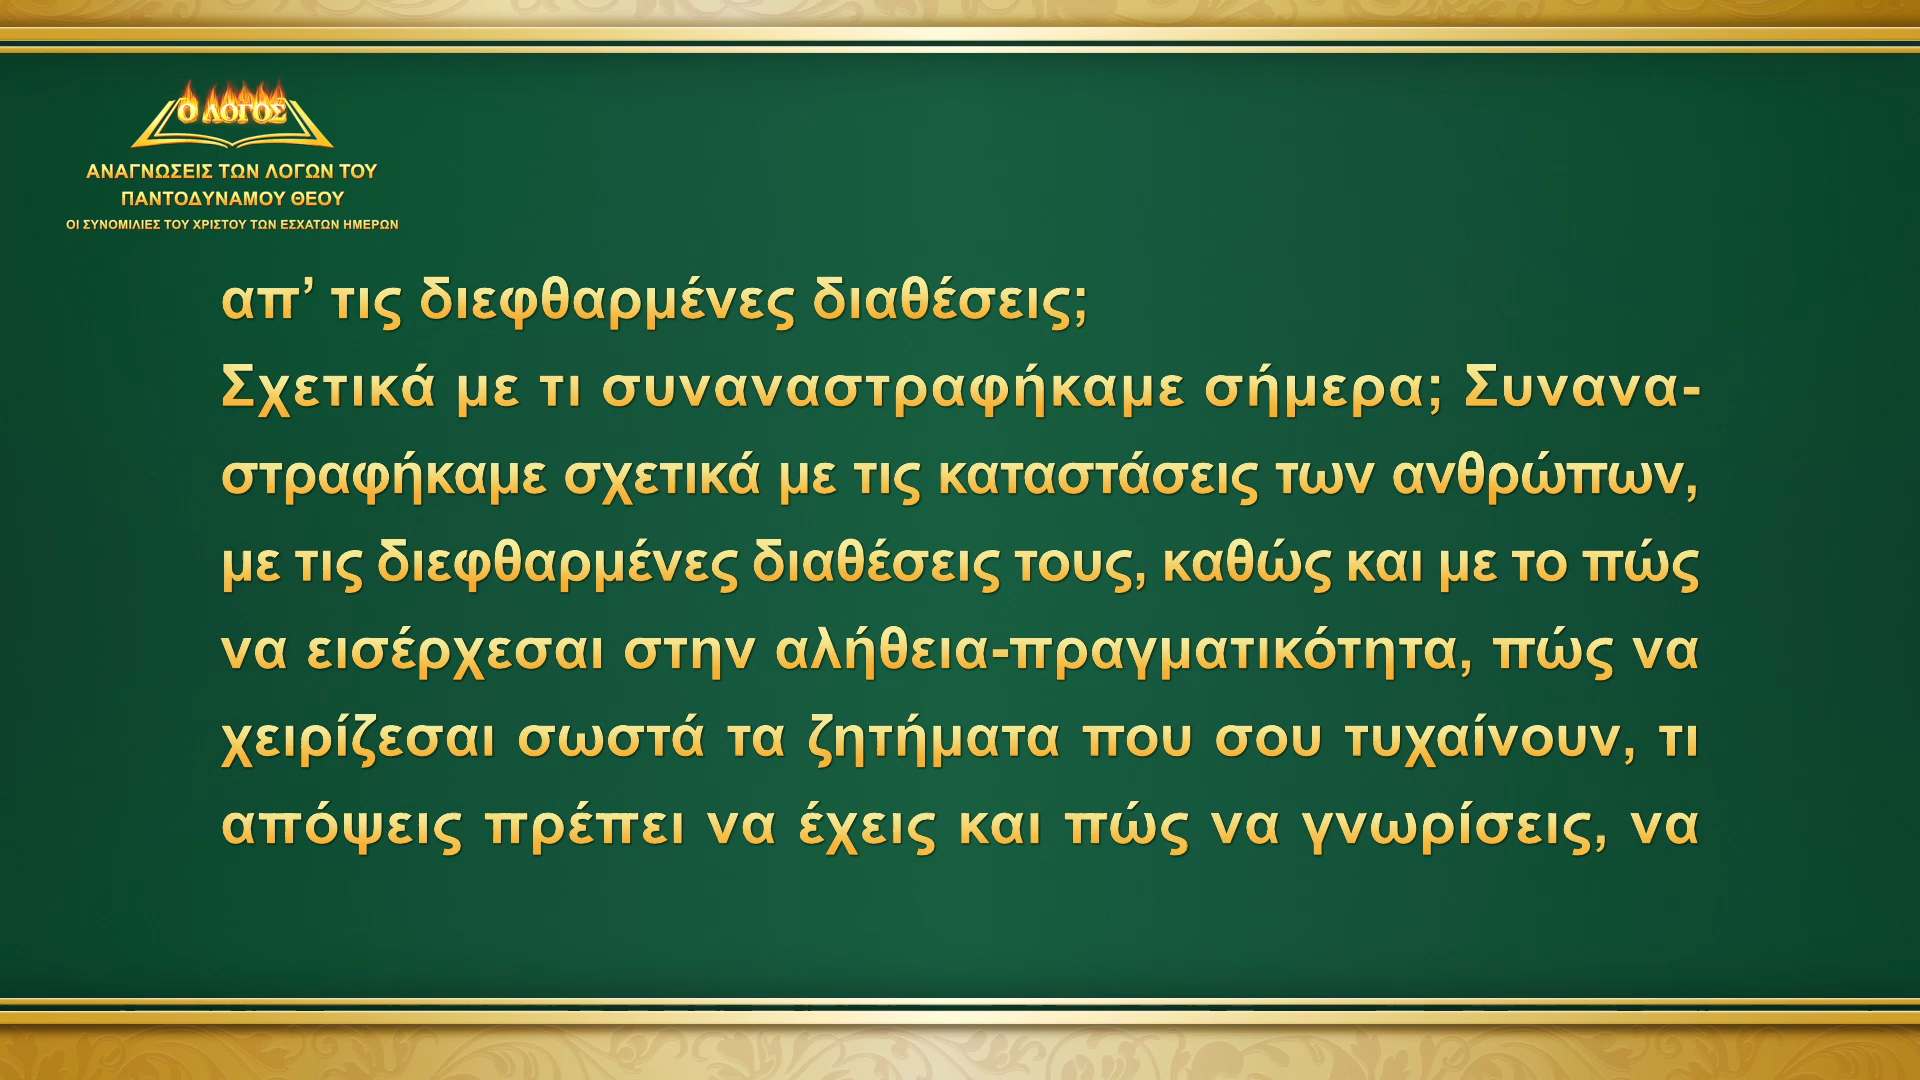 Ο ΛΟΓΟΣ
ΑΝΑΓΝΩΣΕΙΣ ΤΩΝ ΛΟΓΩΝ ΤΟΥ
ΠΑΝΤΟΔΥΝΑΜΟΥ ΘΕΟΥ
ΟΙ ΣΥΝΟΜΙΛΙΕΣ ΤΟΥ ΧΡΙΣΤΟΥ ΤΩΝ ΕΣΧΑΤΩΝ ΗΜΕΡΩΝ
απ’ τις διεφθαρμένες διαθέσεις;
Σχετικά με τι συναναστραφήκαμε σήμερα; Συνανα-
στραφήκαμε σχετικά με τις καταστάσεις των ανθρώπων,
με τις διεφθαρμένες διαθέσεις τους, καθώς και με το πώς
να εισέρχεσαι στην αλήθεια-πραγματικότητα, πώς να
χειρίζεσαι σωστά τα ζητήματα που σου τυχαίνουν, τι
απόψεις πρέπει να έχεις και πώς να γνωρίσεις, να